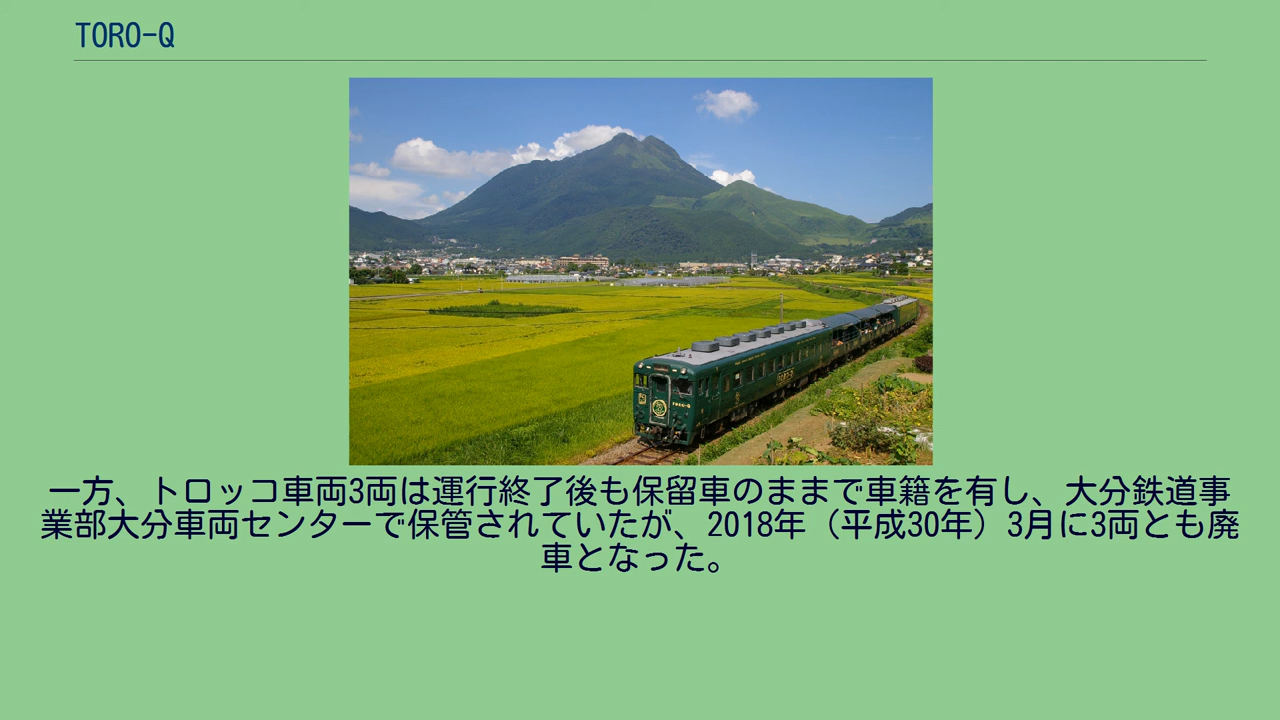 TORO-Q
一方、トロッコ車両3両は運行終了後も保留車のままで車籍を有し、大分鉄道事
業部大分車両センターで保管されていたが、2018年（平成30年）3月に3両とも廃
車となった。